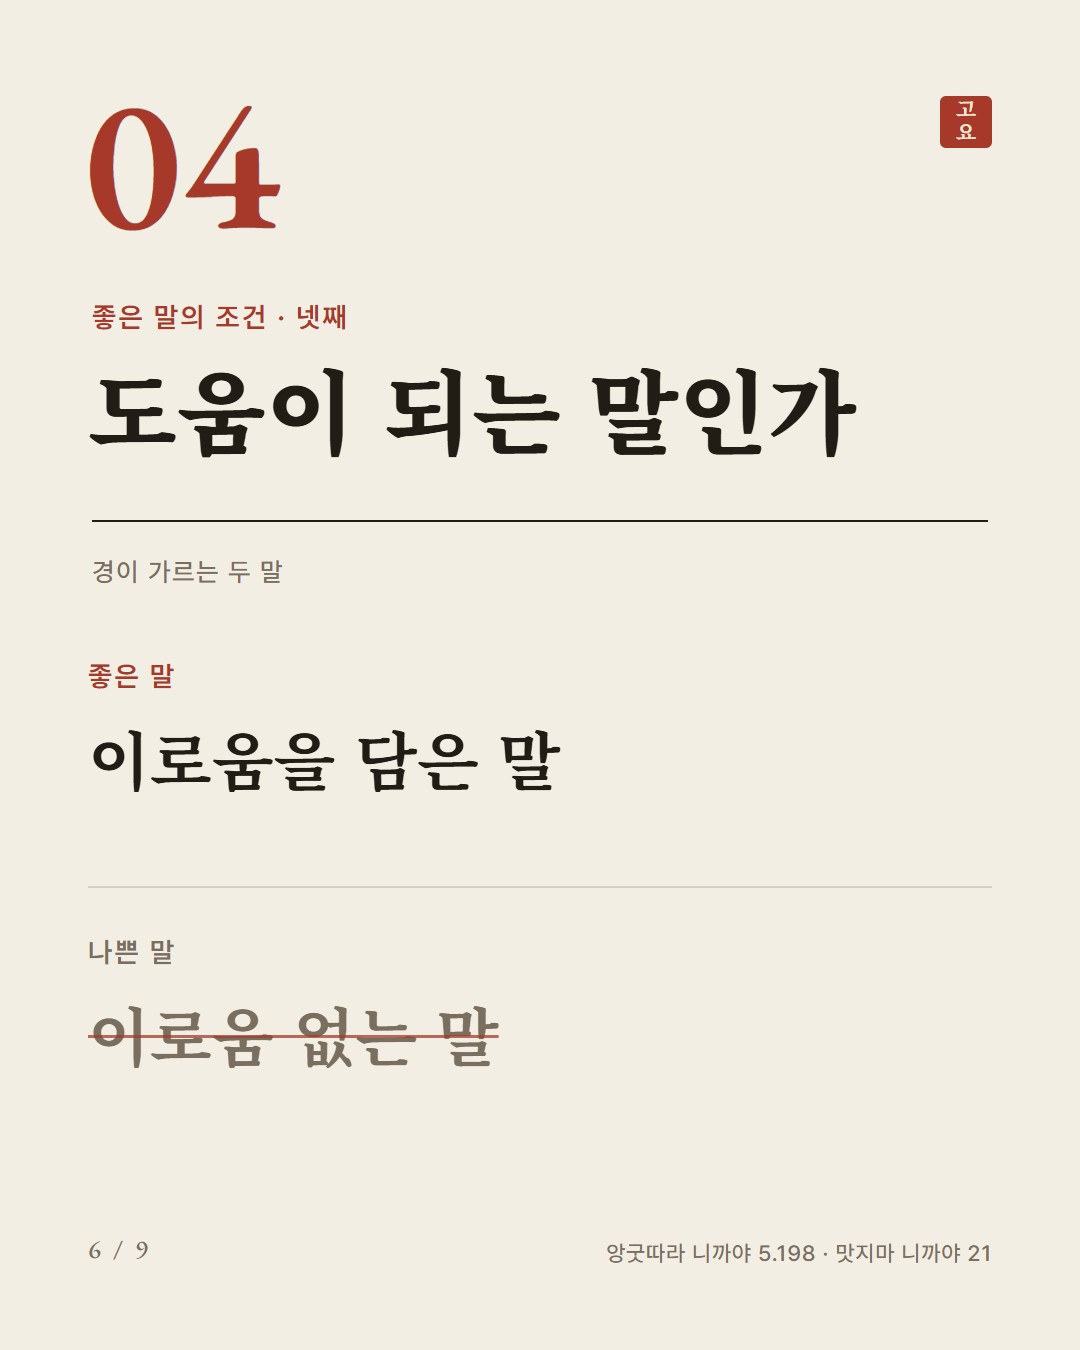 04
고
요
좋은 말의 조건 · 넷째
도움이 되는 말인가
경이 가르는 두 말
좋은 말
이로움을 담은 말
나쁜 말
이로움 없는 말
6 / 9
앙굿따라 니까야 5.198 · 맛지마 니까야 21